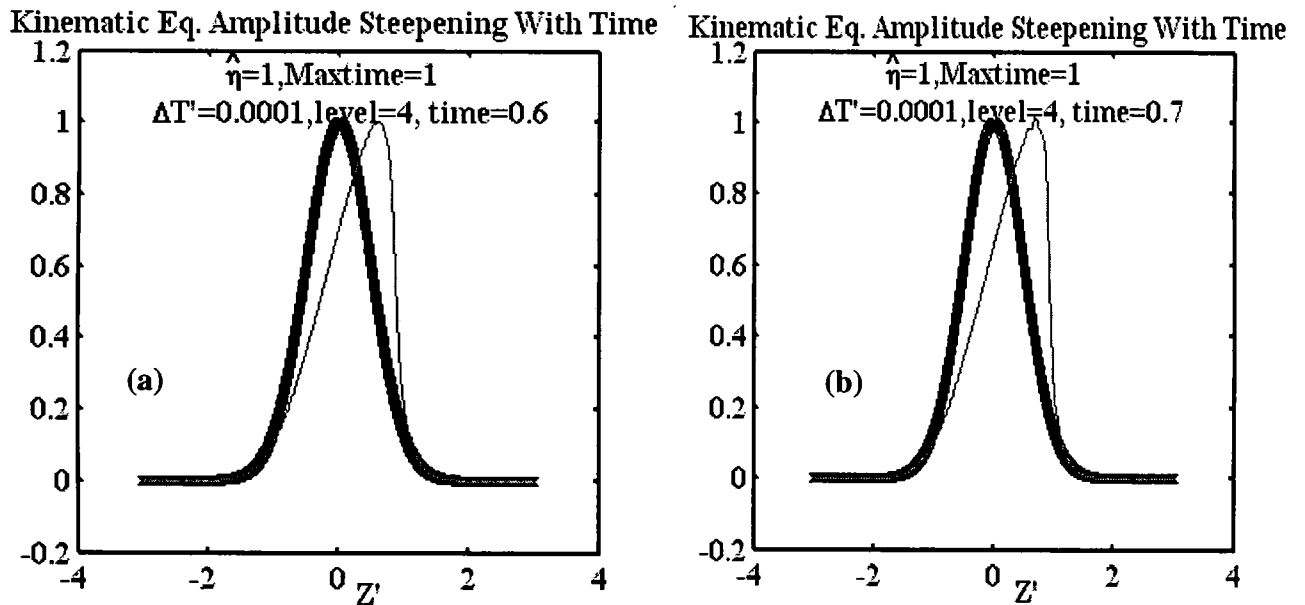 Kinematic Eq. Amplitude Steepening With Time
1.2
η̂=1,Maxtime=1
ΔT'=0.0001,level=4, time=0.6
1
0.8
0.6
0.4
(a)
0.2
0
-0.2
-4
-2
0
2
4
Z'
Kinematic Eq. Amplitude Steepening With Time
1.2
η̂=1,Maxtime=1
ΔT'=0.0001,level=4, time=0.7
1
0.8
0.6
0.4
(b)
0.2
0
-0.2
-4
-2
0
2
4
Z'